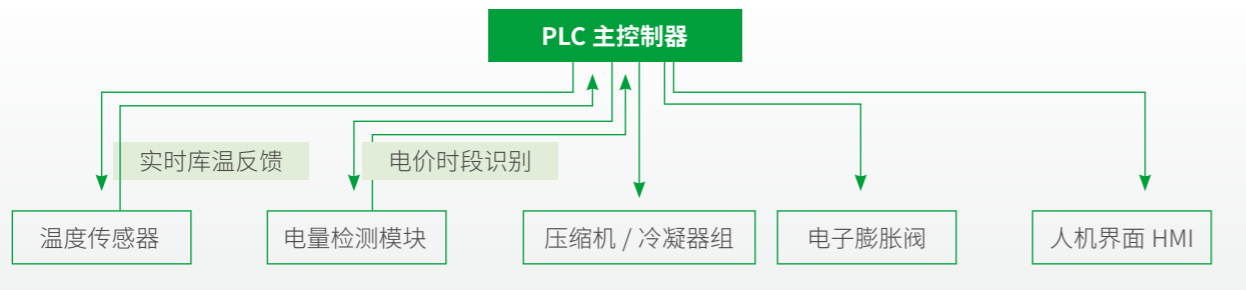 PLC 主控制器
实时库温反馈
电价时段识别
温度传感器
电量检测模块
压缩机 / 冷凝器组
电子膨胀阀
人机界面 HMI